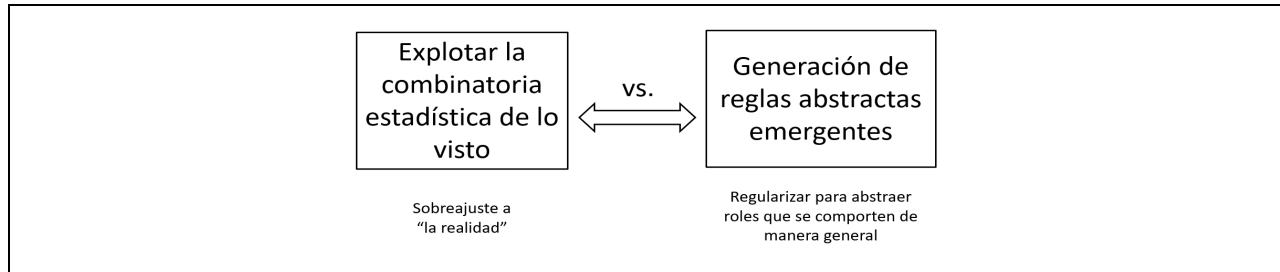 Explotar la
combinatoria
estadística de lo
visto
vs.
Generación de
reglas abstractas
emergentes
Sobreajuste a
“la realidad”
Regularizar para abstraer
roles que se comporten de
manera general